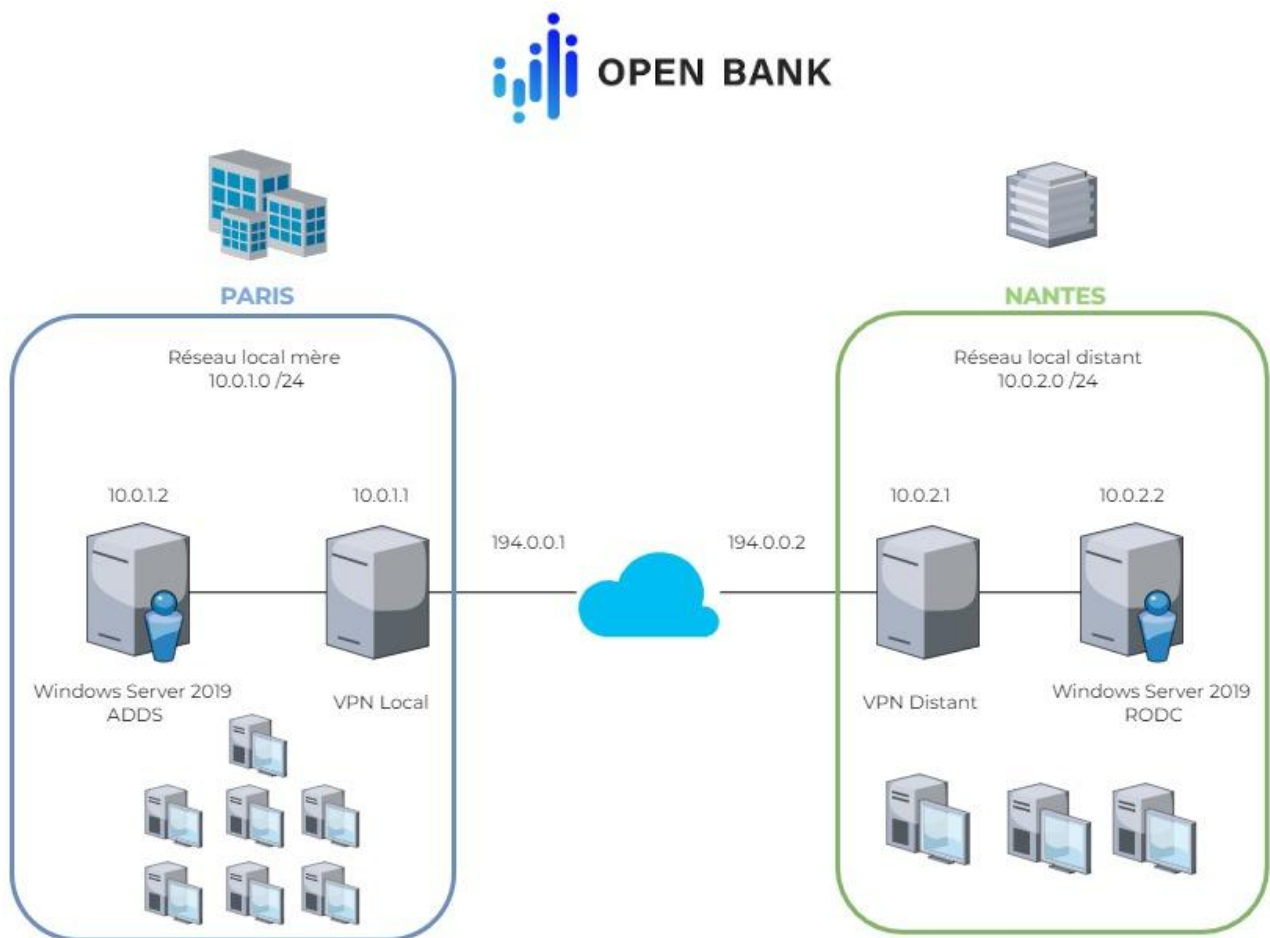 OPEN BANK
PARIS
NANTES
Réseau local mère
10.0.1.0 /24
Réseau local distant
10.0.2.0 /24
10.0.1.2
10.0.1.1
194.0.0.1
194.0.0.2
10.0.2.1
10.0.2.2
Windows Server 2019
ADDS
VPN Local
VPN Distant
Windows Server 2019
RODC